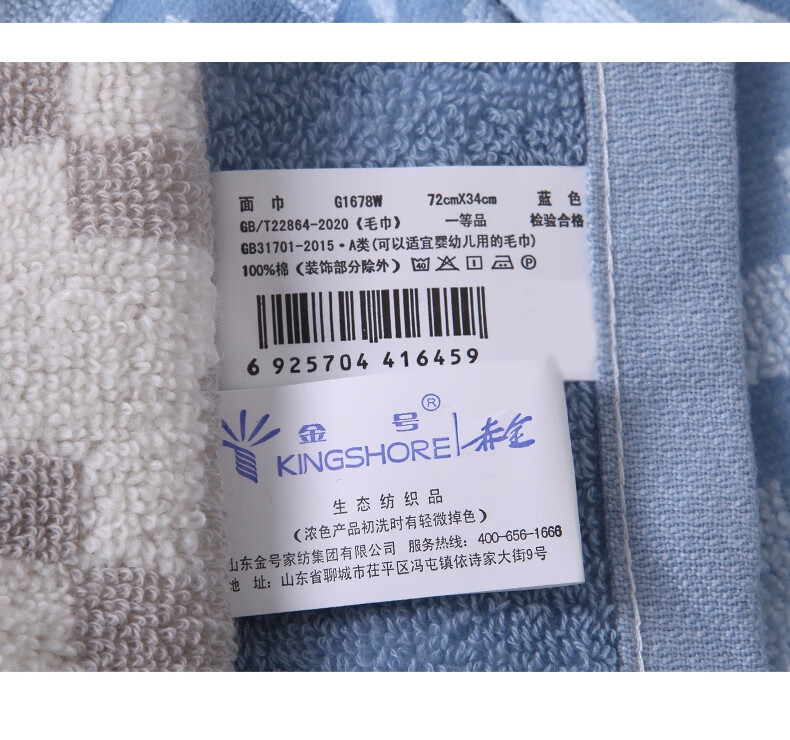 面 巾 G1678W 72cmX34cm 蓝 色
GB/T22864-2020《毛巾》 一等品 检验合格
GB31701-2015·A类(可以适宜婴幼儿用的毛巾)
100%棉（装饰部分除外）
6 925704 416459
金 号®
KINGSHORE 赤金
生态纺织品
（浓色产品初洗时有轻微掉色）
山东金号家纺集团有限公司 服务热线：400-656-1666
地 址：山东省聊城市茌平区冯屯镇依诗家大街9号